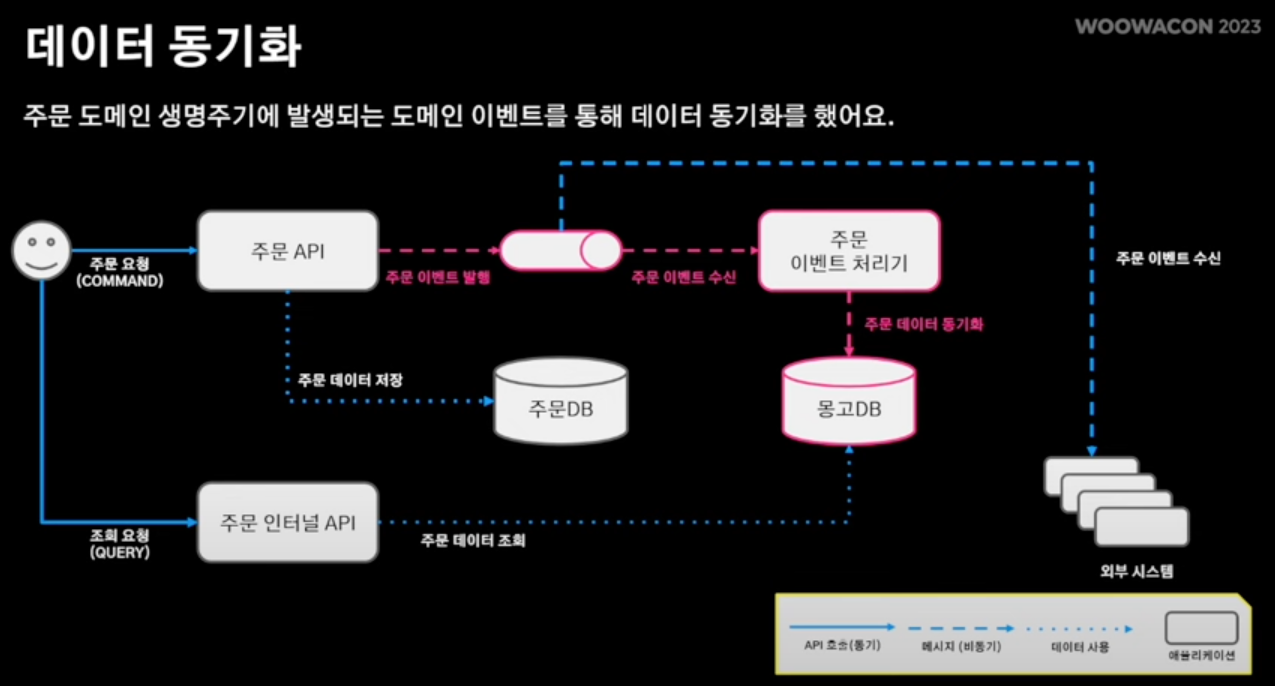 데이터 동기화
WOOWACON 2023
주문 도메인 생명주기에 발생되는 도메인 이벤트를 통해 데이터 동기화를 했어요.
주문 API
주문
이벤트 처리기
주문 요청
(COMMAND)
주문 이벤트 발행
주문 이벤트 수신
주문 이벤트 수신
주문 데이터 동기화
주문 데이터 저장
주문DB
몽고DB
주문 인터널 API
조회 요청
(QUERY)
주문 데이터 조회
외부 시스템
API 호출(동기)
메시지 (비동기)
데이터 사용
애플리케이션